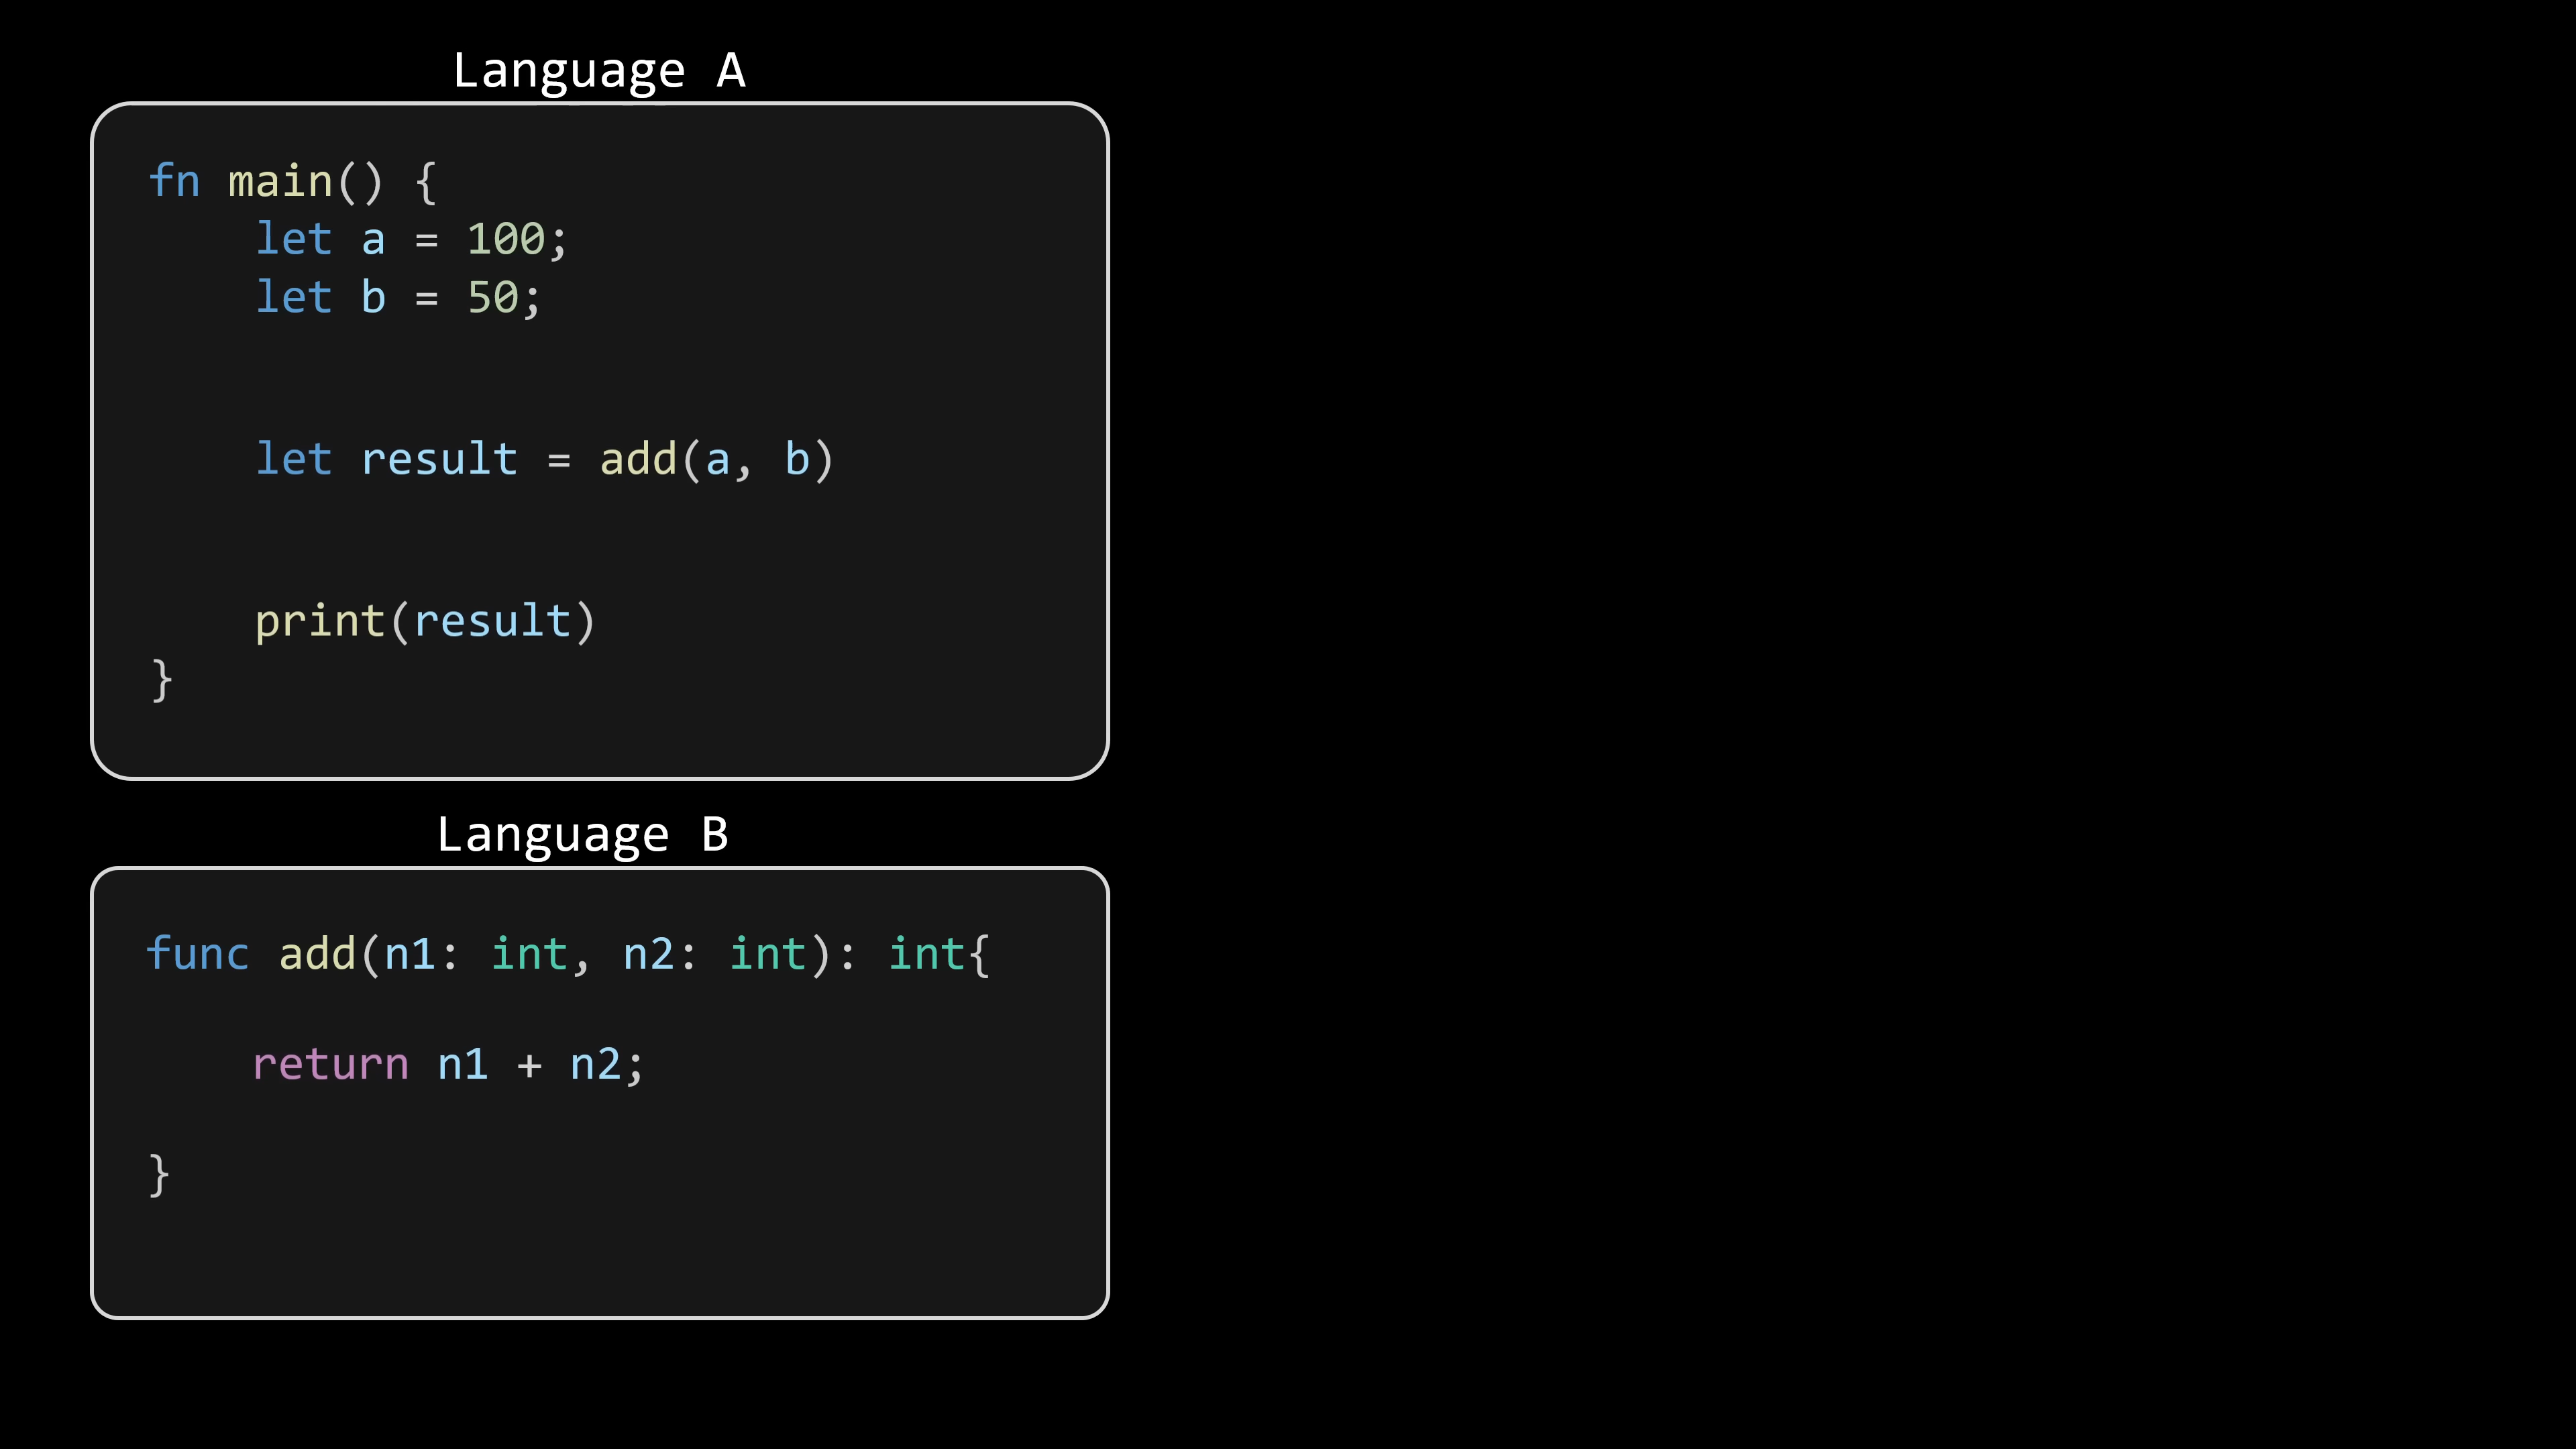 Language A
fn main() {
let a = 100;
let b = 50;
let result = add(a, b)
print(result)
}
Language B
func add(n1: int, n2: int): int{
return n1 + n2;
}